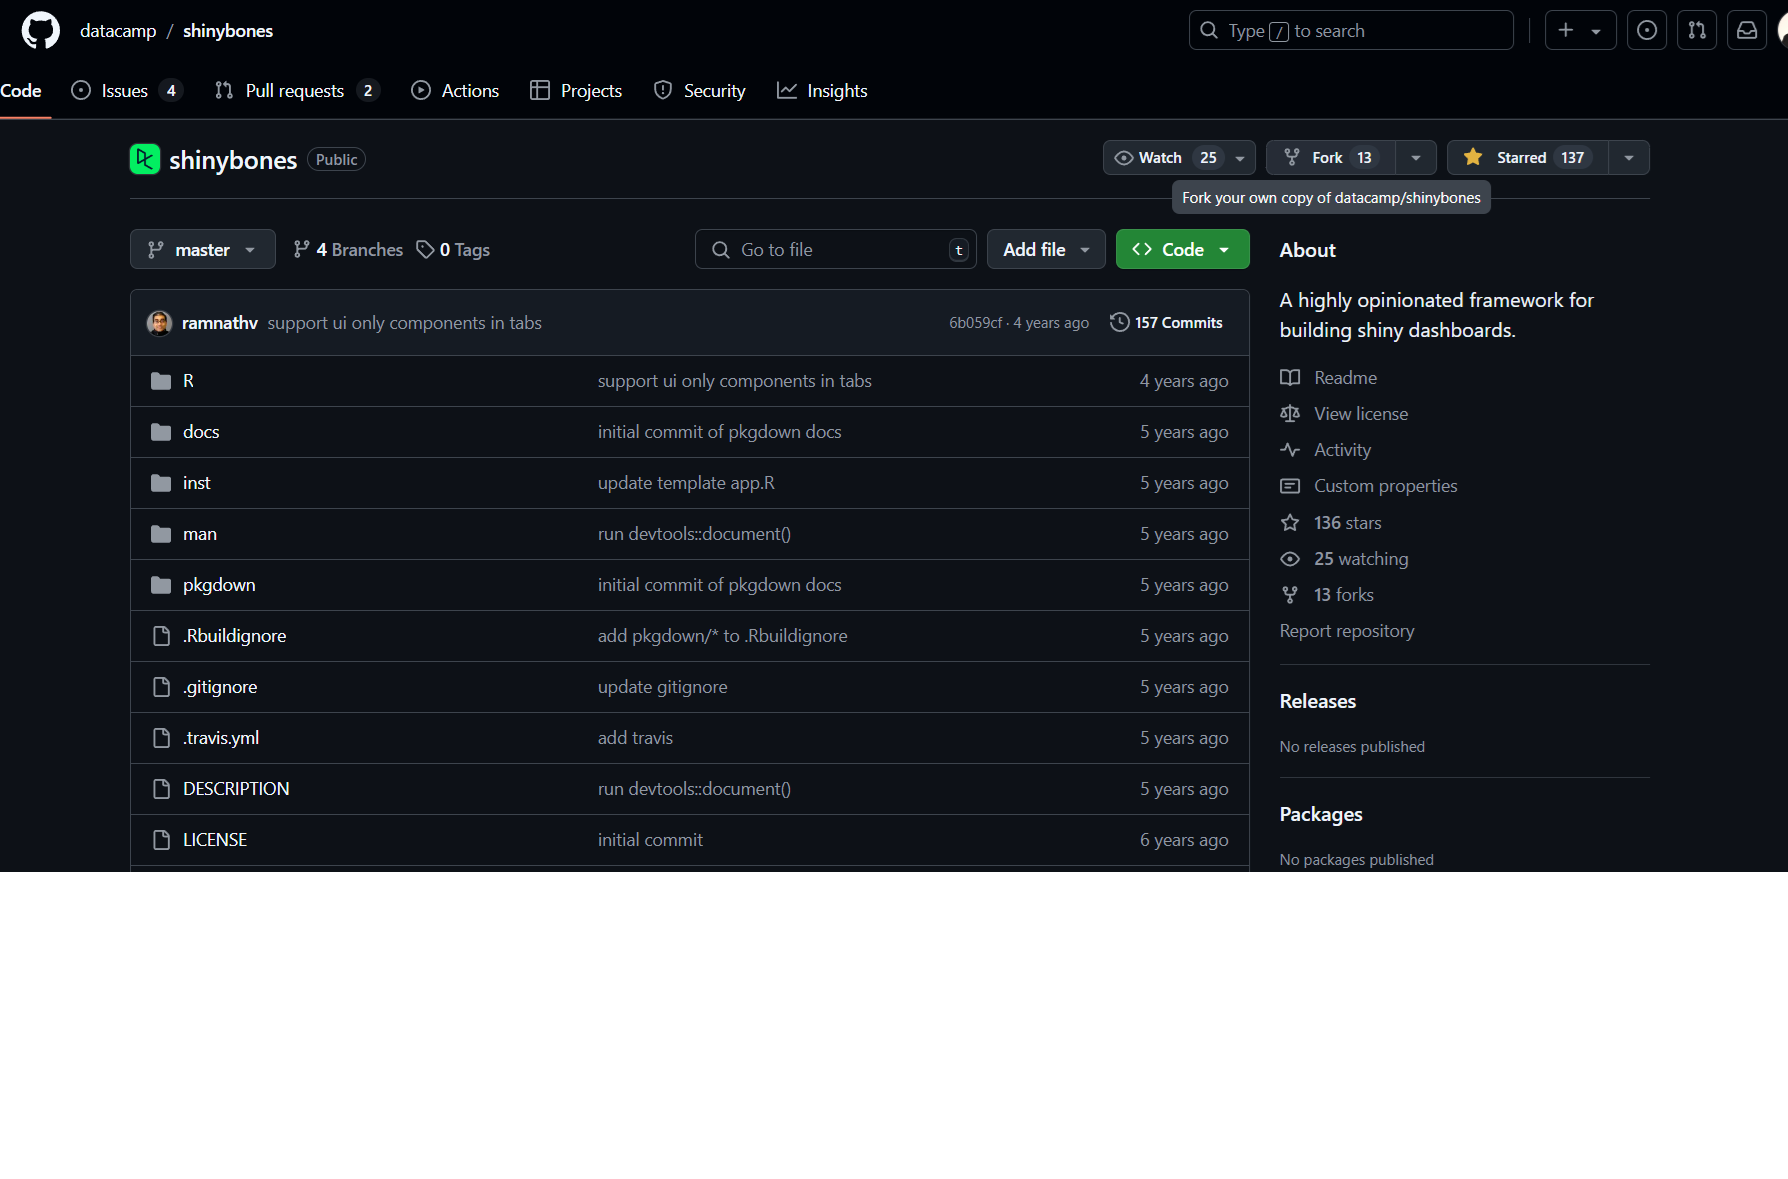 datacamp / shinybones
Type / to search
Code
Issues 4
Pull requests 2
Actions
Projects
Security
Insights
shinybones Public
Watch 25
Fork 13
Starred 137
Fork your own copy of datacamp/shinybones
master
4 Branches
0 Tags
Go to file t
Add file
Code
ramnathv support ui only components in tabs 6b059cf · 4 years ago 157 Commits
R support ui only components in tabs 4 years ago
docs initial commit of pkgdown docs 5 years ago
inst update template app.R 5 years ago
man run devtools::document() 5 years ago
pkgdown initial commit of pkgdown docs 5 years ago
.Rbuildignore add pkgdown/* to .Rbuildignore 5 years ago
.gitignore update gitignore 5 years ago
.travis.yml add travis 5 years ago
DESCRIPTION run devtools::document() 5 years ago
LICENSE initial commit 6 years ago
About
A highly opinionated framework for
building shiny dashboards.
Readme
View license
Activity
Custom properties
136 stars
25 watching
13 forks
Report repository
Releases
No releases published
Packages
No packages published